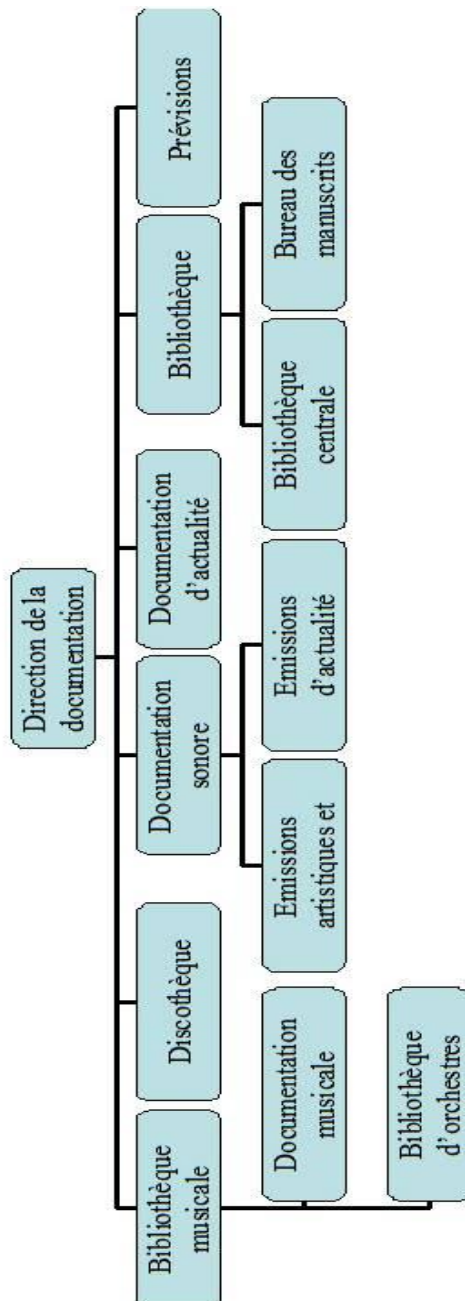 Direction de la
documentation
Bibliothèque
musicale
Discothèque
Documentation
sonore
Documentation
d'actualité
Bibliothèque
Prévisions
Documentation
musicale
Emissions
artistiques et
Emissions
d'actualité
Bibliothèque
centrale
Bureau des
manuscrits
Bibliothèque
d'orchestres